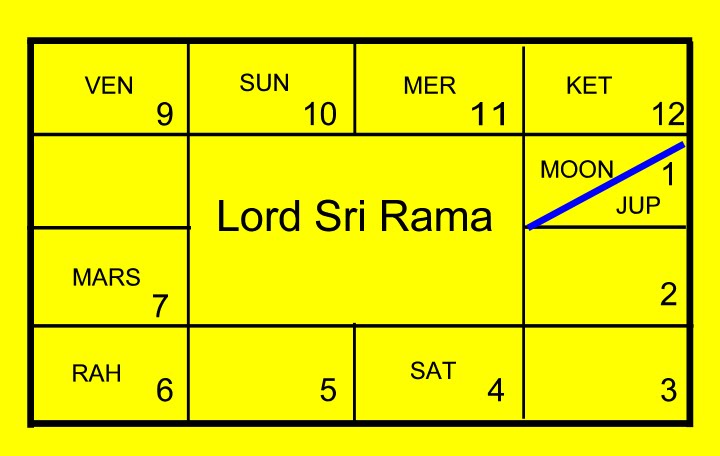 VEN
9
SUN
10
MER
11
KET
12
MOON
1
JUP
Lord Sri Rama
MARS
7
2
RAH
6
5
SAT
4
3